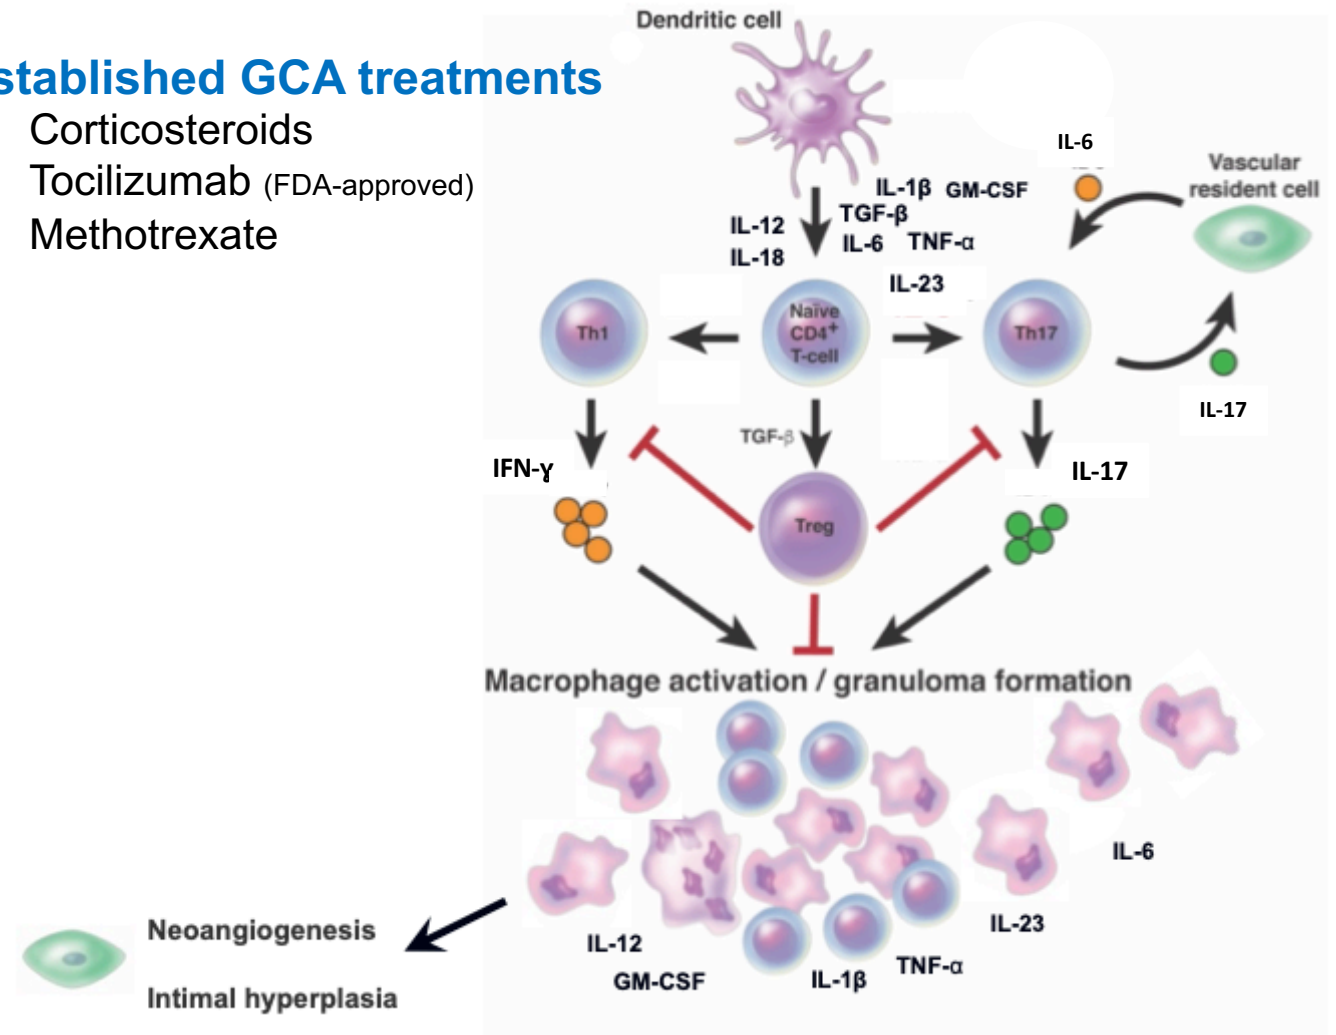 Dendritic cell
stablished GCA treatments
Corticosteroids
Tocilizumab (FDA-approved)
Methotrexate
IL-6
Vascular
resident cell
IL-1β GM-CSF
IL-12
TGF-β
IL-18
IL-6 TNF-α
IL-23
Th1
Naïve
CD4⁺
T-cell
Th17
IL-17
TGF-β
IFN-ɣ
IL-17
Treg
Macrophage activation / granuloma formation
IL-6
IL-23
IL-12
GM-CSF
IL-1β
TNF-α
Neoangiogenesis
Intimal hyperplasia